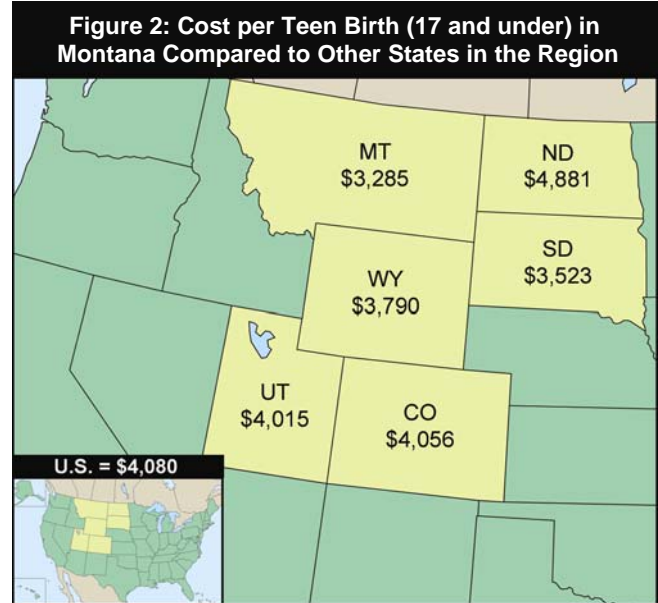 Figure 2: Cost per Teen Birth (17 and under) in
Montana Compared to Other States in the Region
MT
$3,285
ND
$4,881
SD
$3,523
WY
$3,790
UT
$4,015
CO
$4,056
U.S. = $4,080